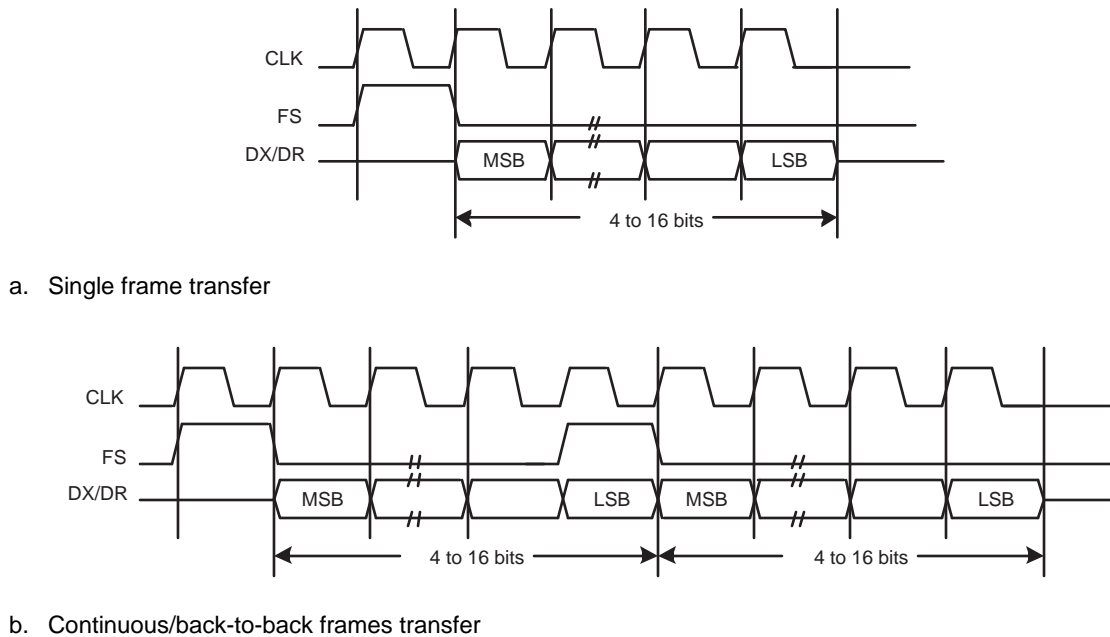 CLK
FS
DX/DR
MSB
LSB
4 to 16 bits
a. Single frame transfer
CLK
FS
DX/DR
MSB
LSB
MSB
LSB
4 to 16 bits
4 to 16 bits
b. Continuous/back-to-back frames transfer